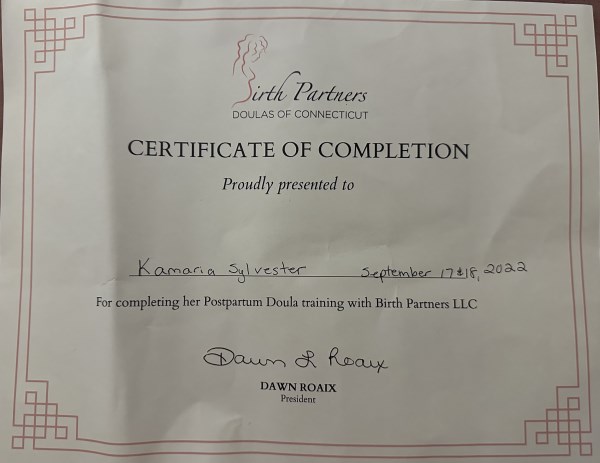 Birth Partners
DOULAS OF CONNECTICUT
CERTIFICATE OF COMPLETION
Proudly presented to
Kamaria Sylvester September 17&18, 2022
For completing her Postpartum Doula training with Birth Partners LLC
Dawn L Roaix
DAWN ROAIX
President